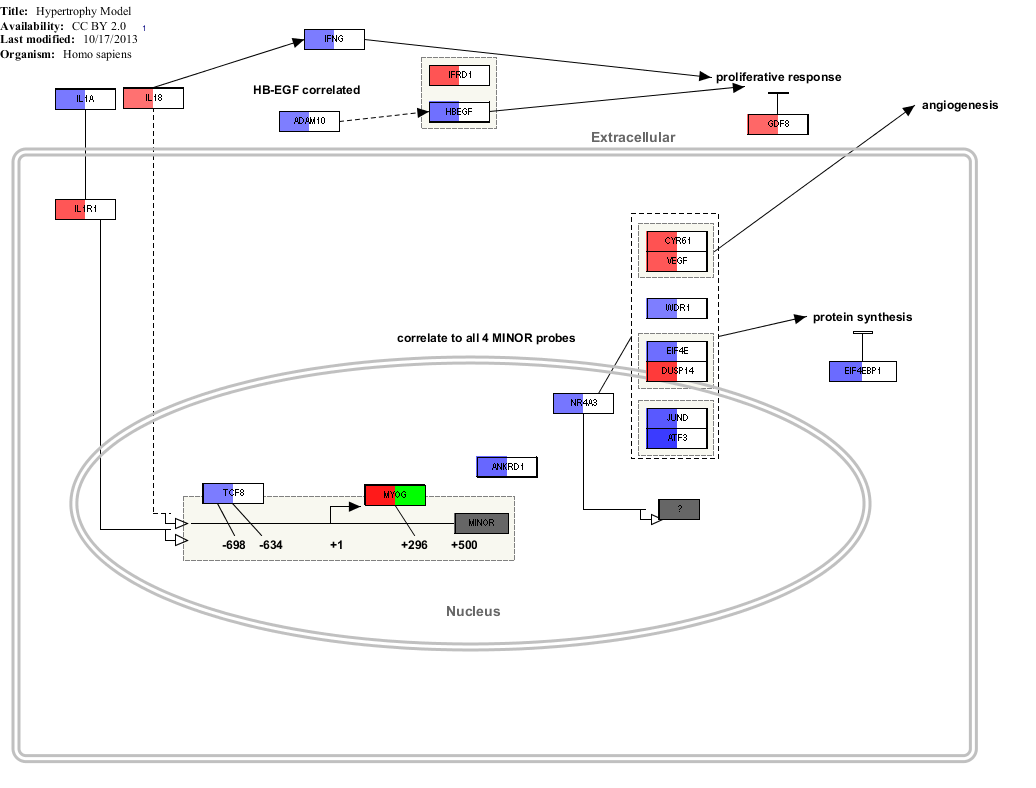 Title: Hypertrophy Model
Availability: CC BY 2.0 1
Last modified: 10/17/2013
Organism: Homo sapiens
IFNG
IFRD1
proliferative response
HB-EGF correlated
IL1A
IL18
HBEGF
ADAM10
GDF8
angiogenesis
Extracellular
IL1R1
CYR61
VEGF
WDR1
protein synthesis
correlate to all 4 MINOR probes
EIF4E
DUSP14
EIF4EBP1
NR4A3
JUND
ATF3
ANKRD1
TCF8
MYOG
MINOR
?
-698 -634 +1 +296 +500
Nucleus